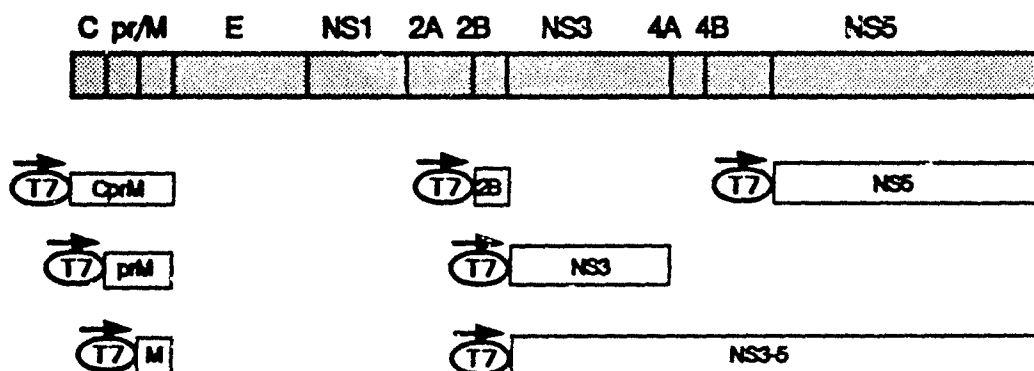 C pr/M E NS1 2A 2B NS3 4A 4B NS5
T7 CprM T7 2B T7 NS5
T7 prM T7 NS3
T7 M T7 NS3-5